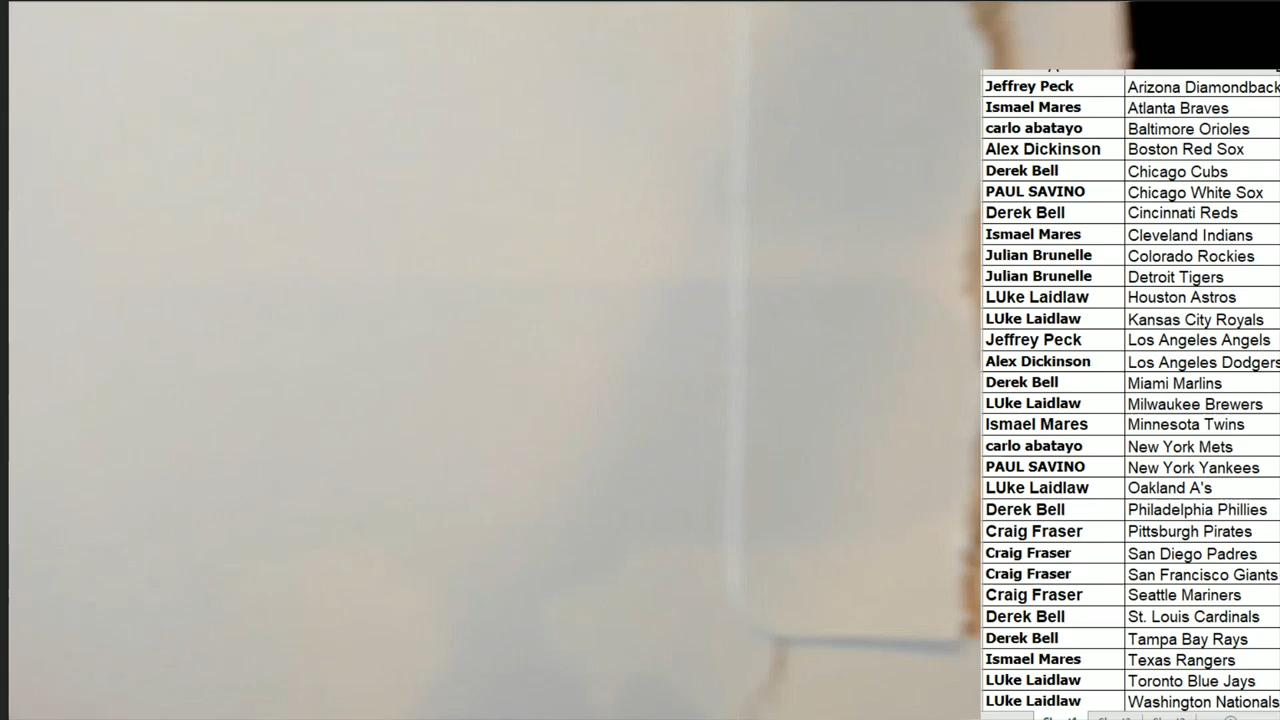 Jeffrey Peck Arizona Diamondback
Ismael Mares Atlanta Braves
carlo abatayo Baltimore Orioles
Alex Dickinson Boston Red Sox
Derek Bell Chicago Cubs
PAUL SAVINO Chicago White Sox
Derek Bell Cincinnati Reds
Ismael Mares Cleveland Indians
Julian Brunelle Colorado Rockies
Julian Brunelle Detroit Tigers
LUke Laidlaw Houston Astros
LUke Laidlaw Kansas City Royals
Jeffrey Peck Los Angeles Angels
Alex Dickinson Los Angeles Dodgers
Derek Bell Miami Marlins
LUke Laidlaw Milwaukee Brewers
Ismael Mares Minnesota Twins
carlo abatayo New York Mets
PAUL SAVINO New York Yankees
LUke Laidlaw Oakland A's
Derek Bell Philadelphia Phillies
Craig Fraser Pittsburgh Pirates
Craig Fraser San Diego Padres
Craig Fraser San Francisco Giants
Craig Fraser Seattle Mariners
Derek Bell St. Louis Cardinals
Derek Bell Tampa Bay Rays
Ismael Mares Texas Rangers
LUke Laidlaw Toronto Blue Jays
LUke Laidlaw Washington Nationals